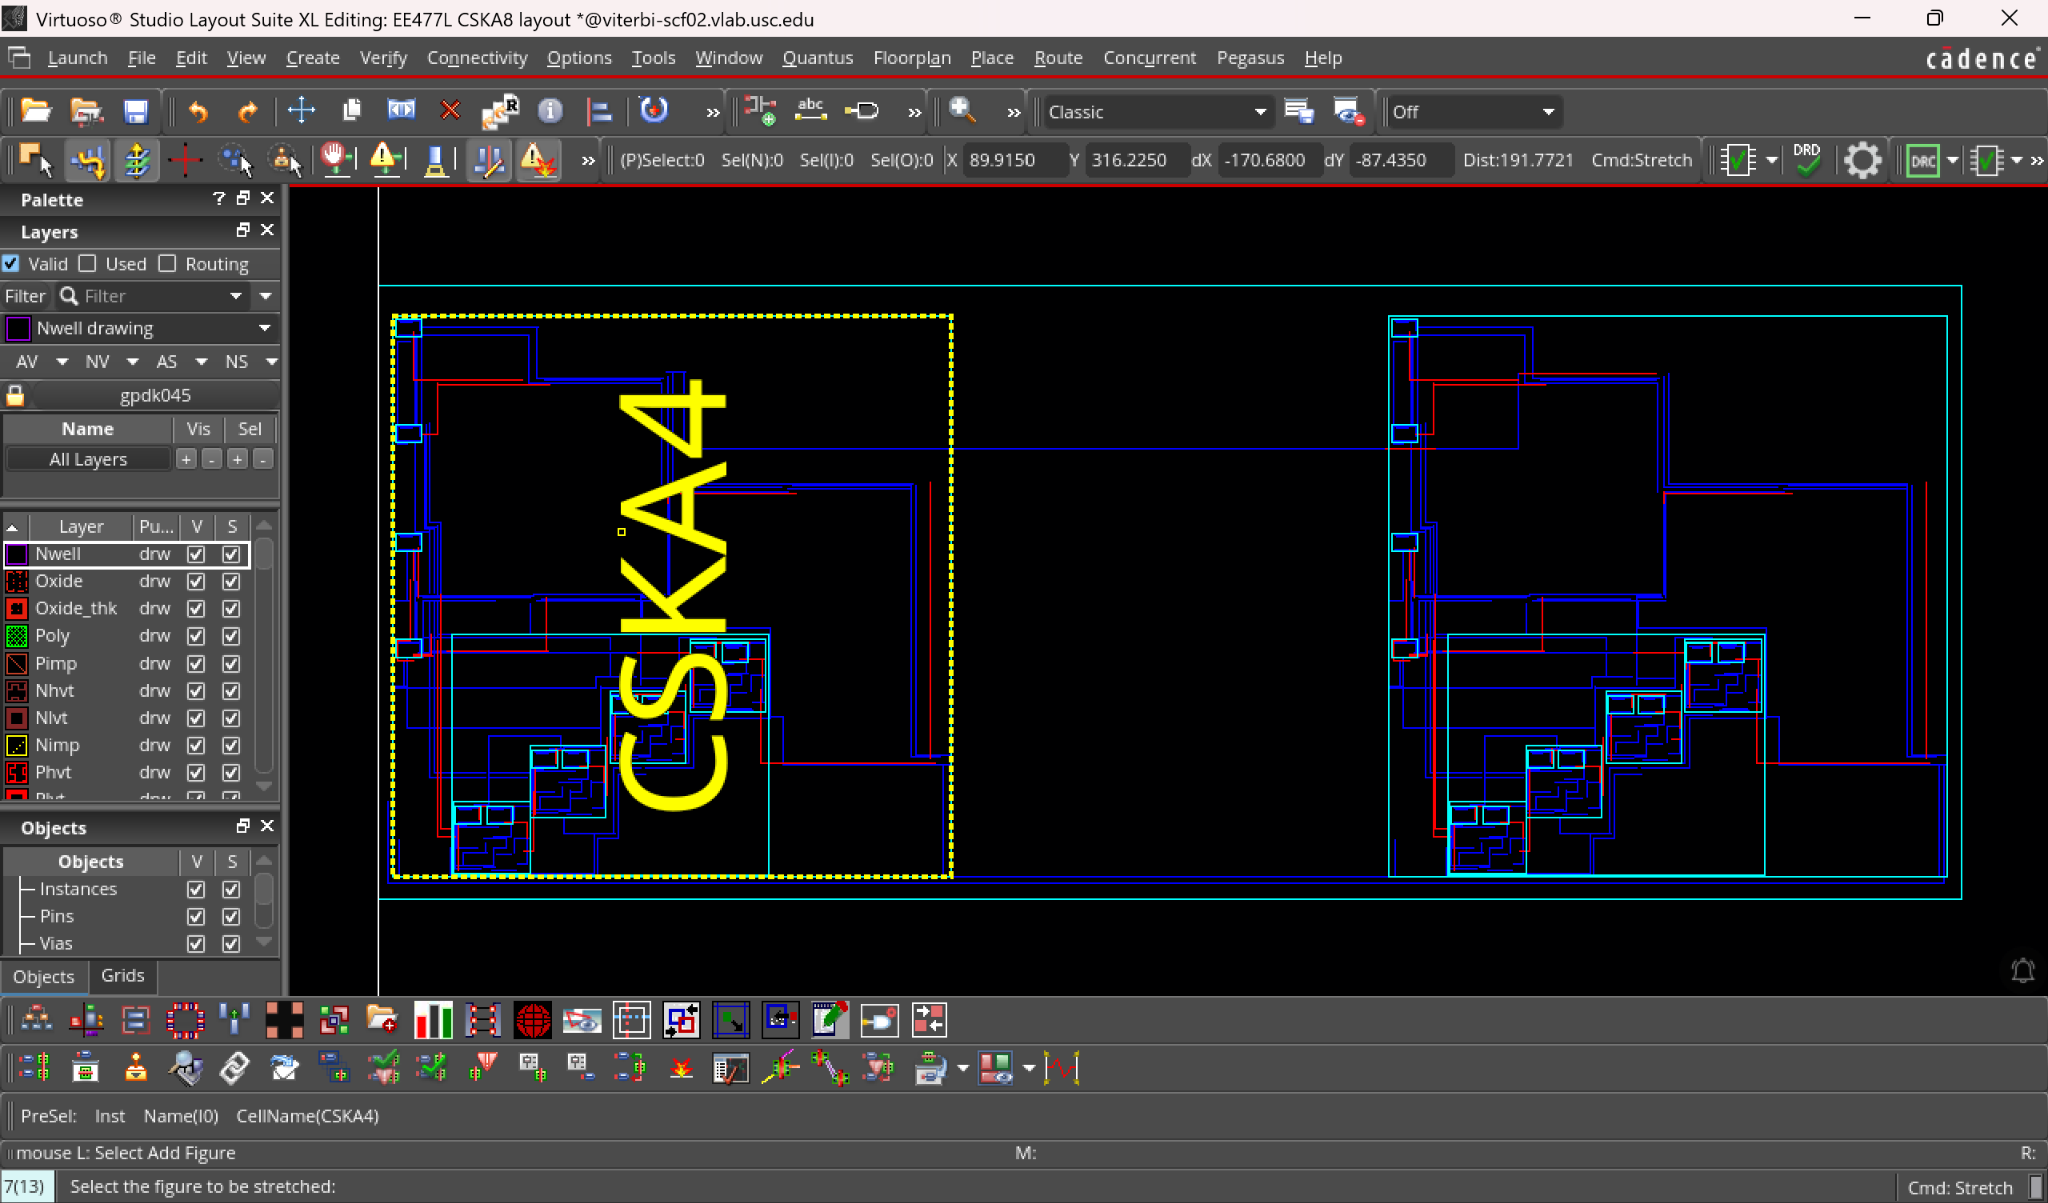 Virtuoso® Studio Layout Suite XL Editing: EE477L CSKA8 layout *@viterbi-scf02.vlab.usc.edu
Launch File Edit View Create Verify Connectivity Options Tools Window Quantus Floorplan Place Route Concurrent Pegasus Help cādence®
R abc Classic Off
(P)Select:0 Sel(N):0 Sel(I):0 Sel(O):0 X 89.9150 Y 316.2250 dX -170.6800 dY -87.4350 Dist:191.7721 Cmd:Stretch DRD DRC
Palette
Layers
Valid Used Routing
Filter Filter
Nwell drawing
AV NV AS NS
gpdk045
Name Vis Sel
All Layers + - + -
Layer Pu... V S
Nwell drw
Oxide drw
Oxide_thk drw
Poly drw
Pimp drw
Nhvt drw
Nlvt drw
Nimp drw
Phvt drw
Objects
Objects V S
Instances
Pins
Vias
Objects Grids
CSKA4
PreSel: Inst Name(I0) CellName(CSKA4)
mouse L: Select Add Figure M: R:
7(13) Select the figure to be stretched: Cmd: Stretch